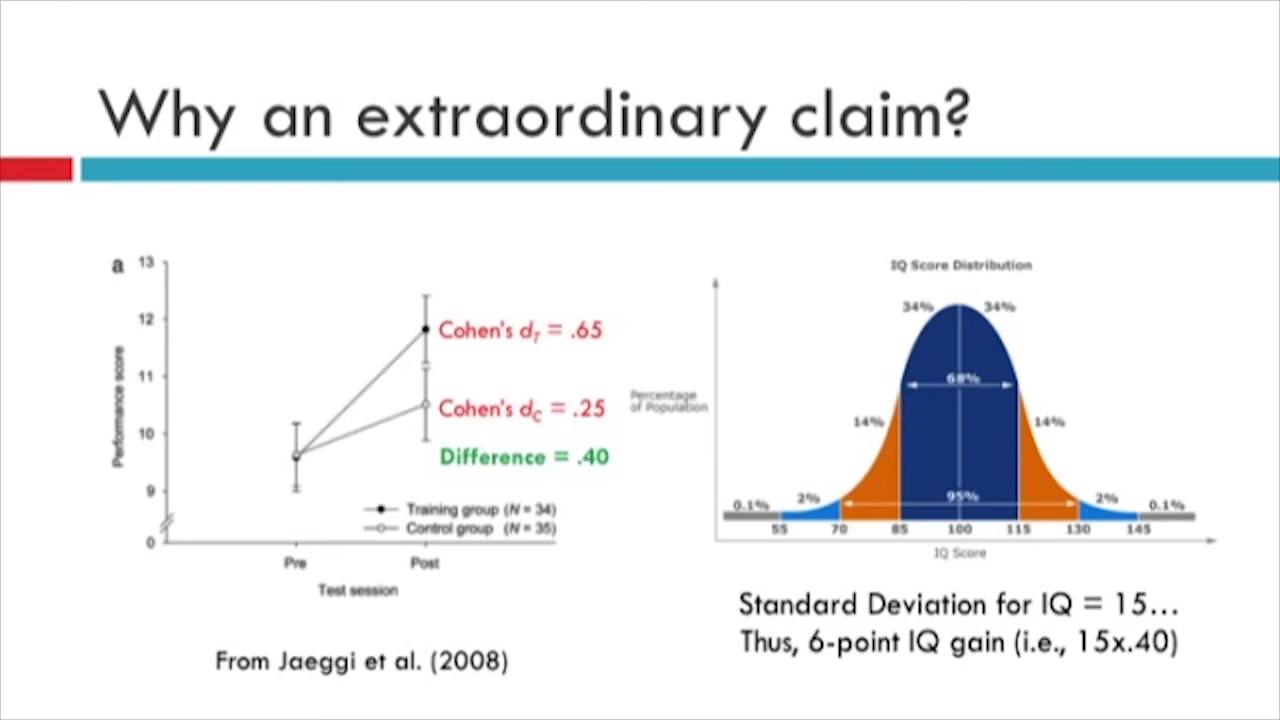 Why an extraordinary claim?
a
13
12
11
10
9
0
Performance score
Cohen's dT = .65
Cohen's dC = .25
Difference = .40
Training group (N = 34)
Control group (N = 35)
Pre
Post
Test session
From Jaeggi et al. (2008)
IQ Score Distribution
34% 34%
68%
Percentage
of Population
14% 14%
95%
0.1% 2% 2% 0.1%
55 70 85 100 115 130 145
IQ Score
Standard Deviation for IQ = 15…
Thus, 6-point IQ gain (i.e., 15x.40)